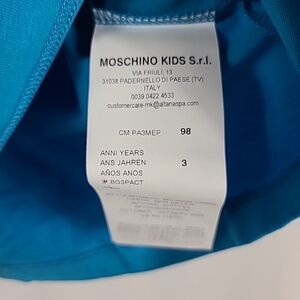 MOSCHINO KIDS S.r.l.
VIA FRIULI, 13
31038 PADERNELLO DI PAESE (TV)
ITALY
0039 0422 4533
customercare-mk@altanaspa.com
CM РАЗМЕР 98
ANNI YEARS
ANS JAHREN 3
AÑOS ANOS
ВОЗРАСТ